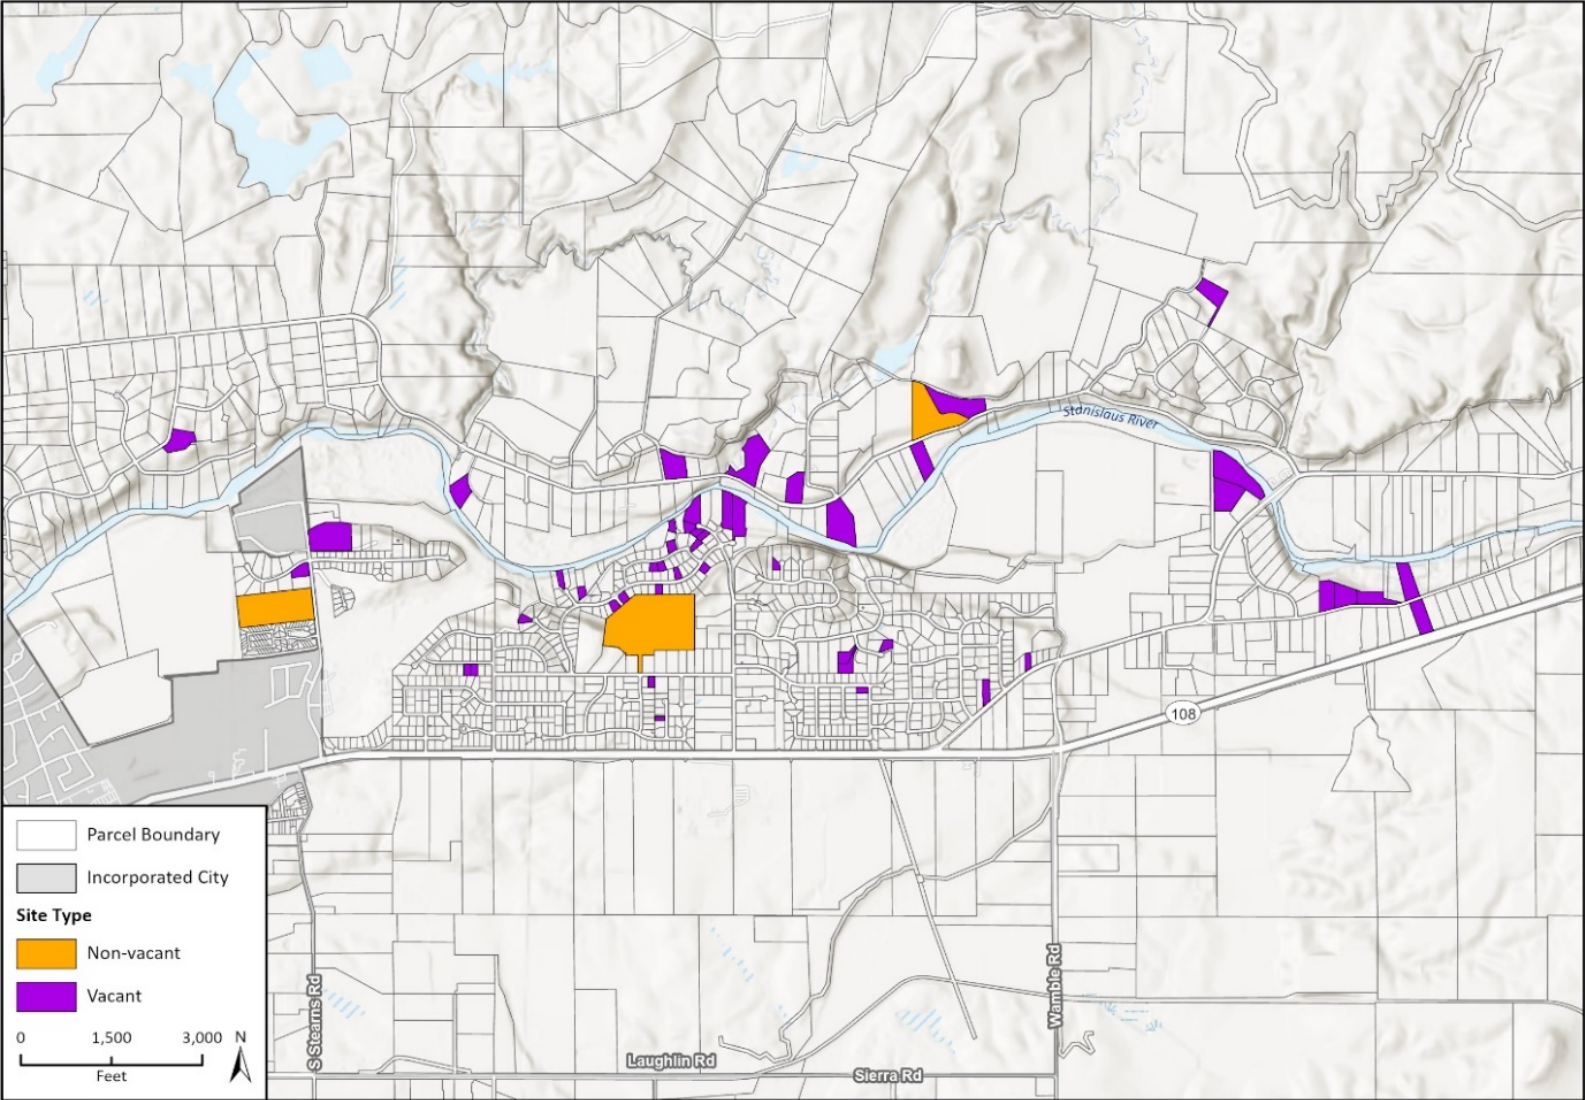 Stanislaus River
108
Parcel Boundary
Incorporated City
Site Type
Non-vacant
Vacant
0 1,500 3,000 N
Feet
S Stearns Rd
Wamble Rd
Laughlin Rd
Sierra Rd